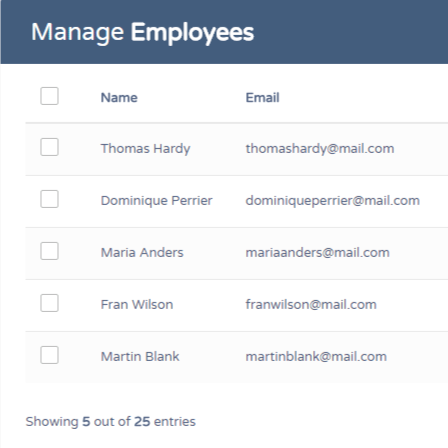 Manage Employees
Name Email
Thomas Hardy thomashardy@mail.com
Dominique Perrier dominiqueperrier@mail.com
Maria Anders mariaanders@mail.com
Fran Wilson franwilson@mail.com
Martin Blank martinblank@mail.com
Showing 5 out of 25 entries